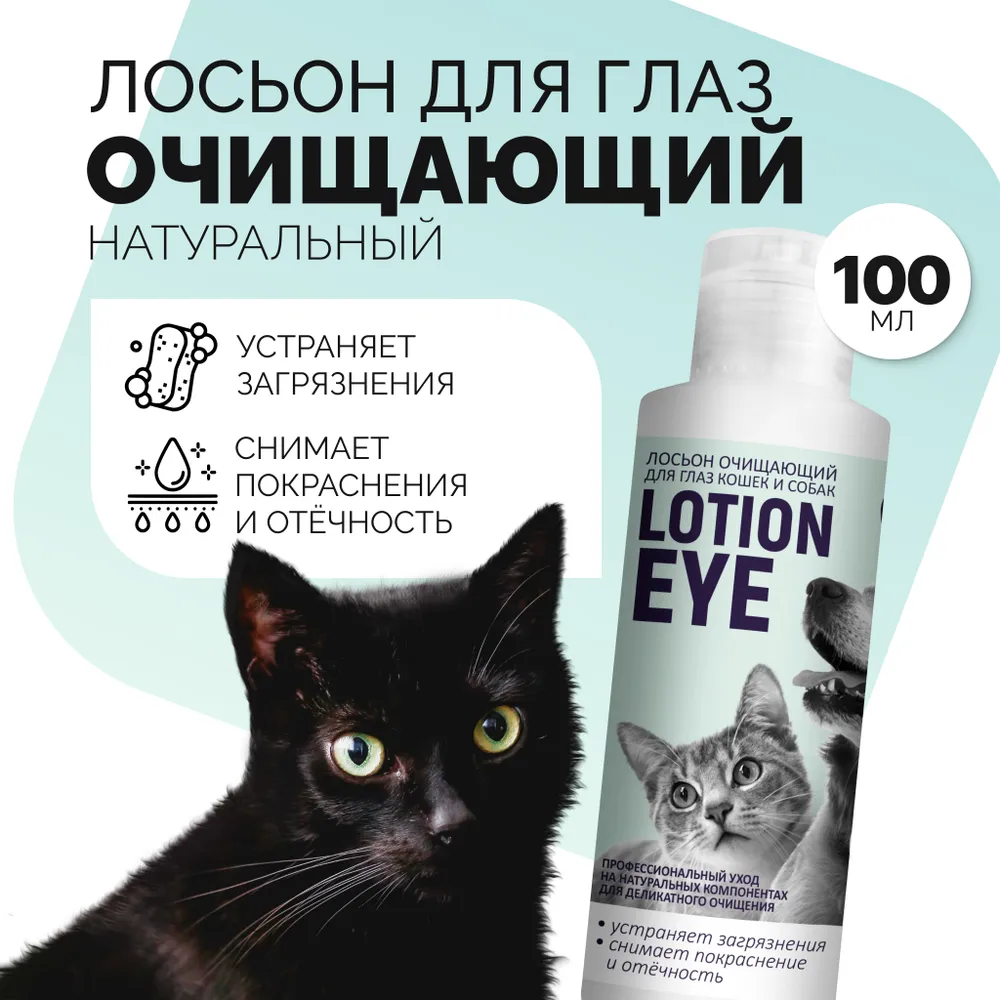 ЛОСЬОН ДЛЯ ГЛАЗ
ОЧИЩАЮЩИЙ
НАТУРАЛЬНЫЙ
100
МЛ
УСТРАНЯЕТ
ЗАГРЯЗНЕНИЯ
СНИМАЕТ
ПОКРАСНЕНИЯ
И ОТЁЧНОСТЬ
ЛОСЬОН ОЧИЩАЮЩИЙ
ДЛЯ ГЛАЗ КОШЕК И СОБАК
LOTION
EYE
ПРОФЕССИОНАЛЬНЫЙ УХОД
НА НАТУРАЛЬНЫХ КОМПОНЕНТАХ
ДЛЯ ДЕЛИКАТНОГО ОЧИЩЕНИЯ
• устраняет загрязнения
• снимает покраснение
и отёчность